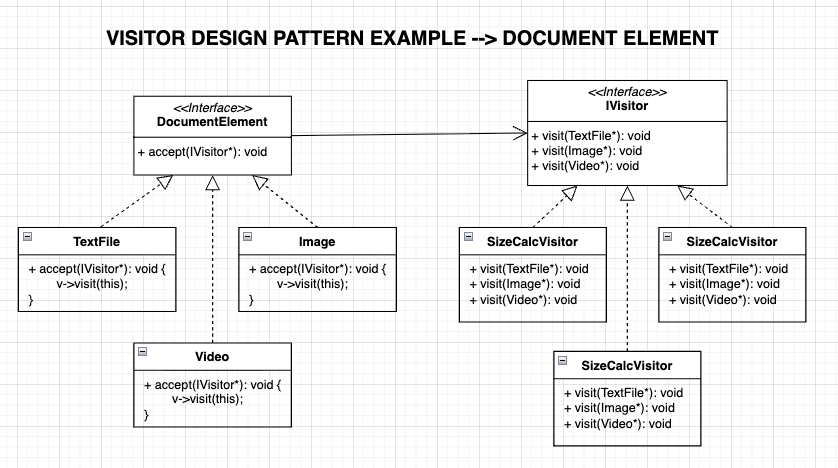 VISITOR DESIGN PATTERN EXAMPLE --> DOCUMENT ELEMENT
<<Interface>>
DocumentElement
+ accept(IVisitor*): void
<<Interface>>
IVisitor
+ visit(TextFile*): void
+ visit(Image*): void
+ visit(Video*): void
TextFile
+ accept(IVisitor*): void {
v->visit(this);
}
Image
+ accept(IVisitor*): void {
v->visit(this);
}
Video
+ accept(IVisitor*): void {
v->visit(this);
}
SizeCalcVisitor
+ visit(TextFile*): void
+ visit(Image*): void
+ visit(Video*): void
SizeCalcVisitor
+ visit(TextFile*): void
+ visit(Image*): void
+ visit(Video*): void
SizeCalcVisitor
+ visit(TextFile*): void
+ visit(Image*): void
+ visit(Video*): void